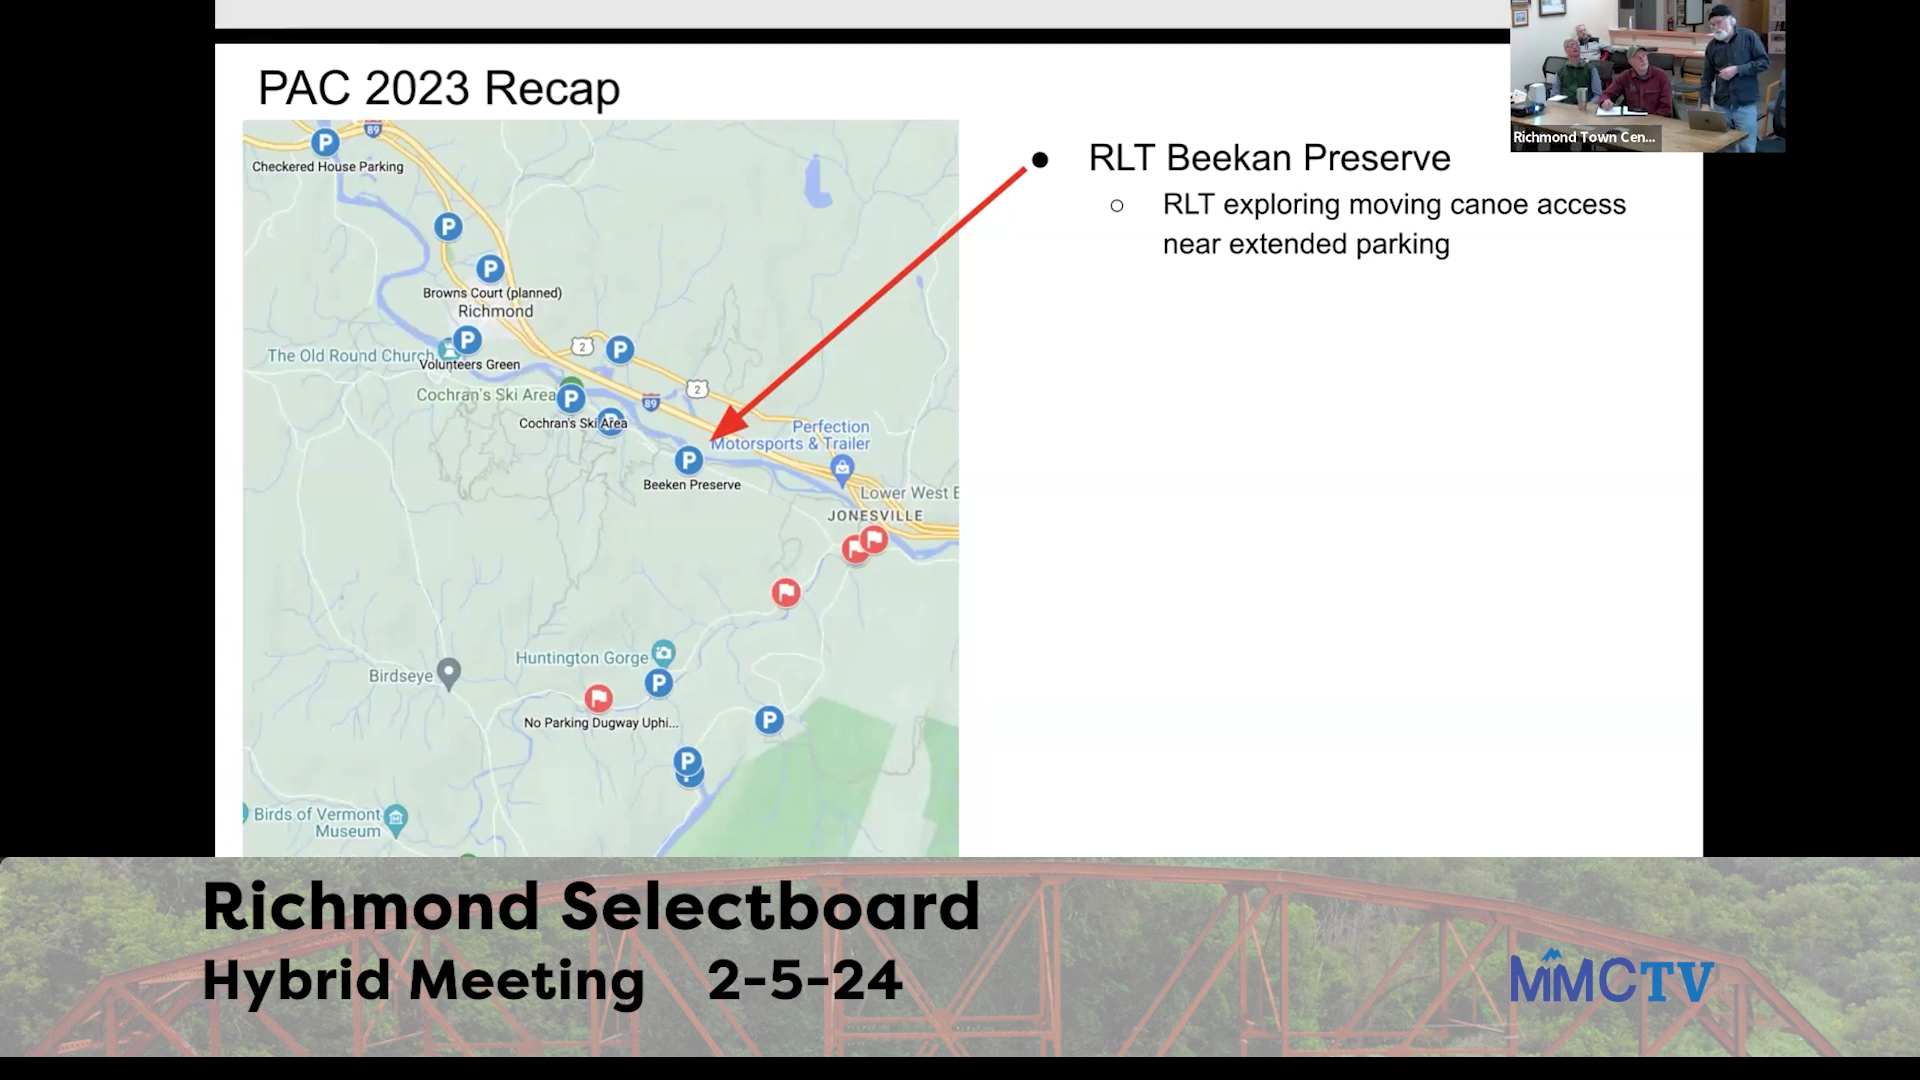 PAC 2023 Recap
RLT Beekan Preserve
RLT exploring moving canoe access
near extended parking
Richmond Town Cen...
89
Checkered House Parking
Browns Court (planned)
Richmond
The Old Round Church
Volunteers Green
2
Cochran's Ski Area
2
89
Cochran's Ski Area
Perfection
Motorsports & Trailer
Beeken Preserve
Lower West E
JONESVILLE
Huntington Gorge
Birdseye
No Parking Dugway Uphi...
Birds of Vermont
Museum
P
P
P
P
P
P
P
P
P
P
P
Richmond Selectboard
Hybrid Meeting 2-5-24
MMCTV